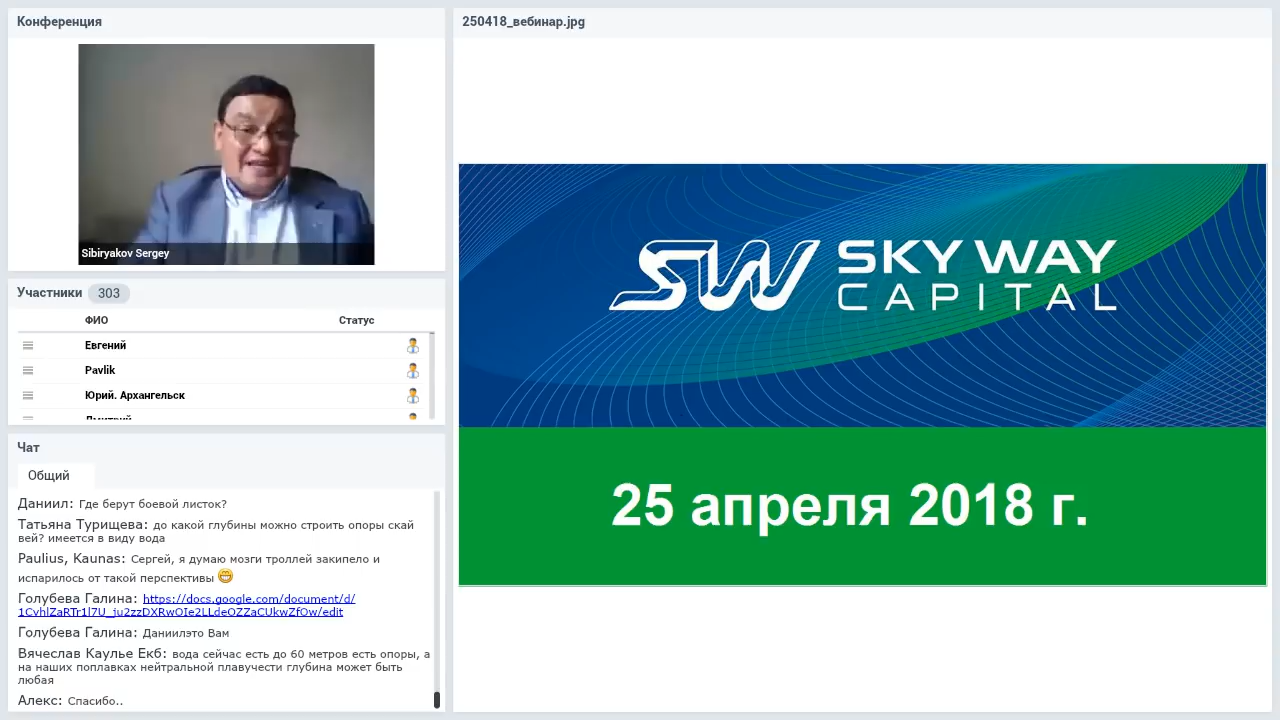 Конференция
Sibiryakov Sergey
Участники 303
ФИО Статус
Евгений
Pavlik
Юрий. Архангельск
Дмитрий
Чат
Общий
Даниил: Где берут боевой листок?
Татьяна Турищева: до какой глубины можно строить опоры скай
вей? имеется в виду вода
Paulius, Kaunas: Сергей, я думаю мозги троллей закипело и
испарилось от такой перспективы
Голубева Галина: https://docs.google.com/document/d/
1CvhlZaRTr1l7U_ju2zzDXRwOIe2LLdeOZZaCUkwZfOw/edit
Голубева Галина: Даниилэто Вам
Вячеслав Каулье Екб: вода сейчас есть до 60 метров есть опоры, а
на наших поплавках нейтральной плавучести глубина может быть
любая
Алекс: Спасибо..
250418_вебинар.jpg
SW SKY WAY
CAPITAL
25 апреля 2018 г.